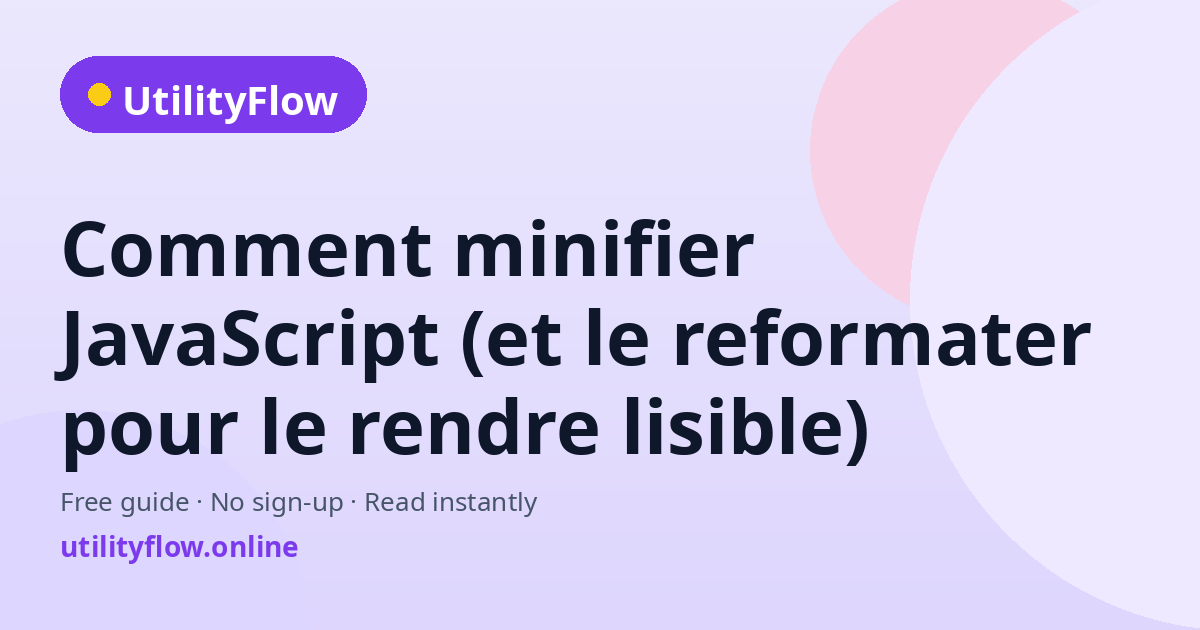 UtilityFlow
Comment minifier
JavaScript (et le reformater
pour le rendre lisible)
Free guide · No sign-up · Read instantly
utilityflow.online